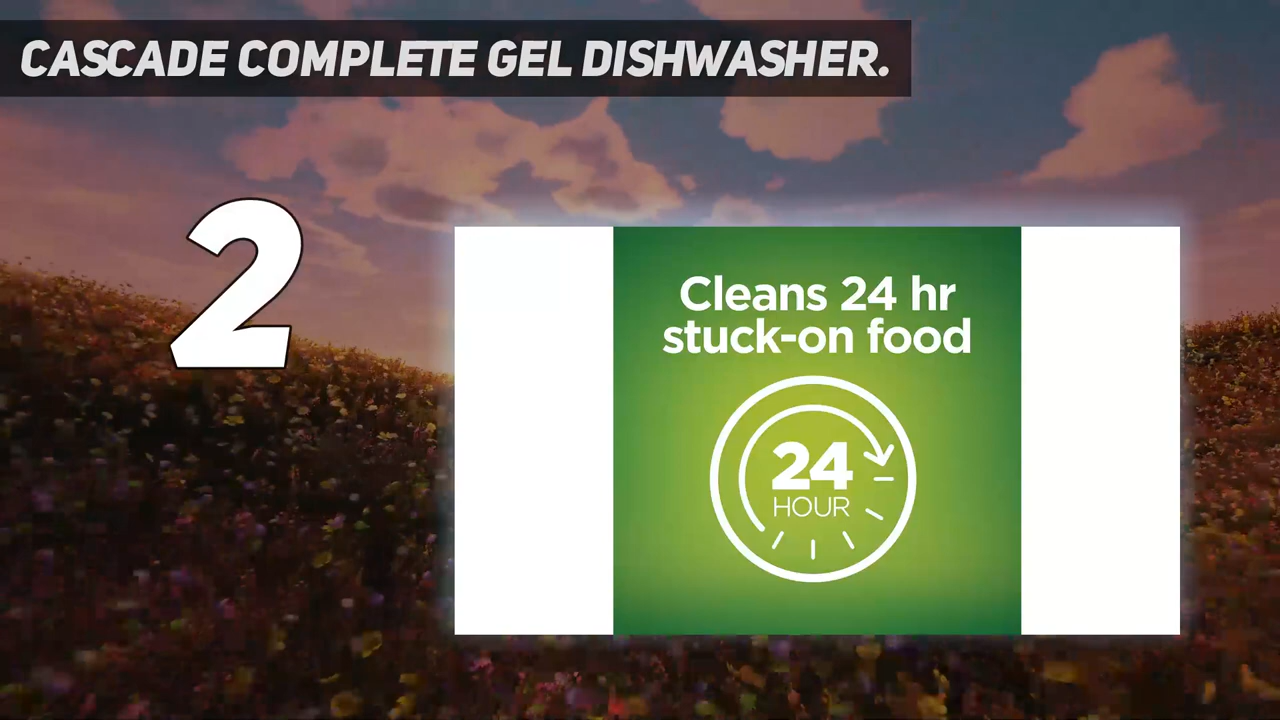 CASCADE COMPLETE GEL DISHWASHER.
2
Cleans 24 hr
stuck-on food
24
HOUR